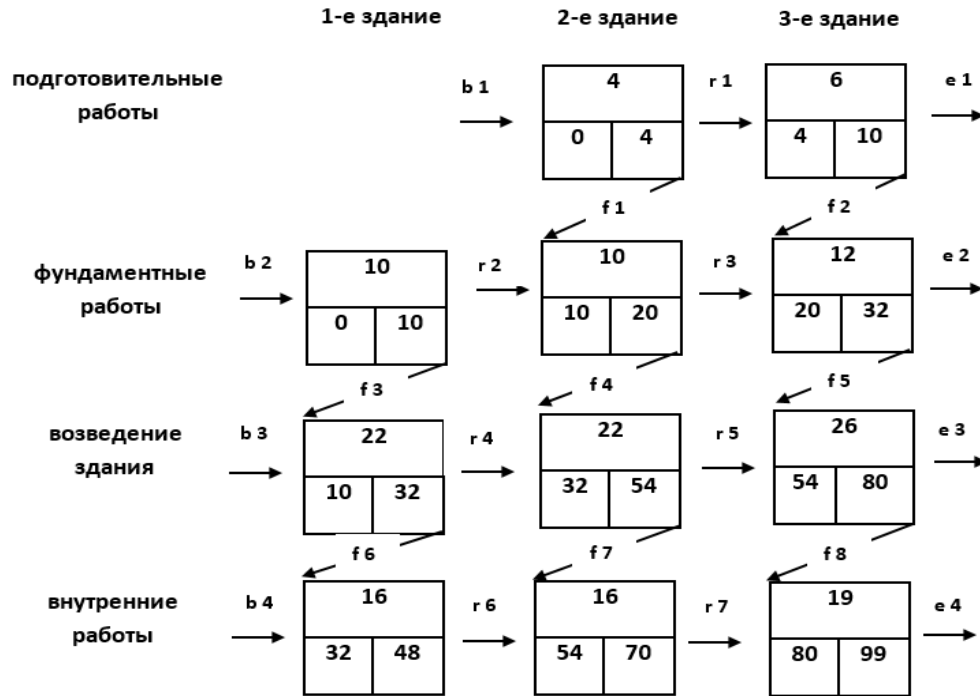 1-е здание 2-е здание 3-е здание
подготовительные
работы
b 1 4 r 1 6 e 1
0 4 4 10
f 1 f 2
фундаментные
работы
b 2 10 r 2 10 r 3 12 e 2
0 10 10 20 20 32
f 3 f 4 f 5
возведение
здания
b 3 22 r 4 22 r 5 26 e 3
10 32 32 54 54 80
f 6 f 7 f 8
внутренние
работы
b 4 16 r 6 16 r 7 19 e 4
32 48 54 70 80 99